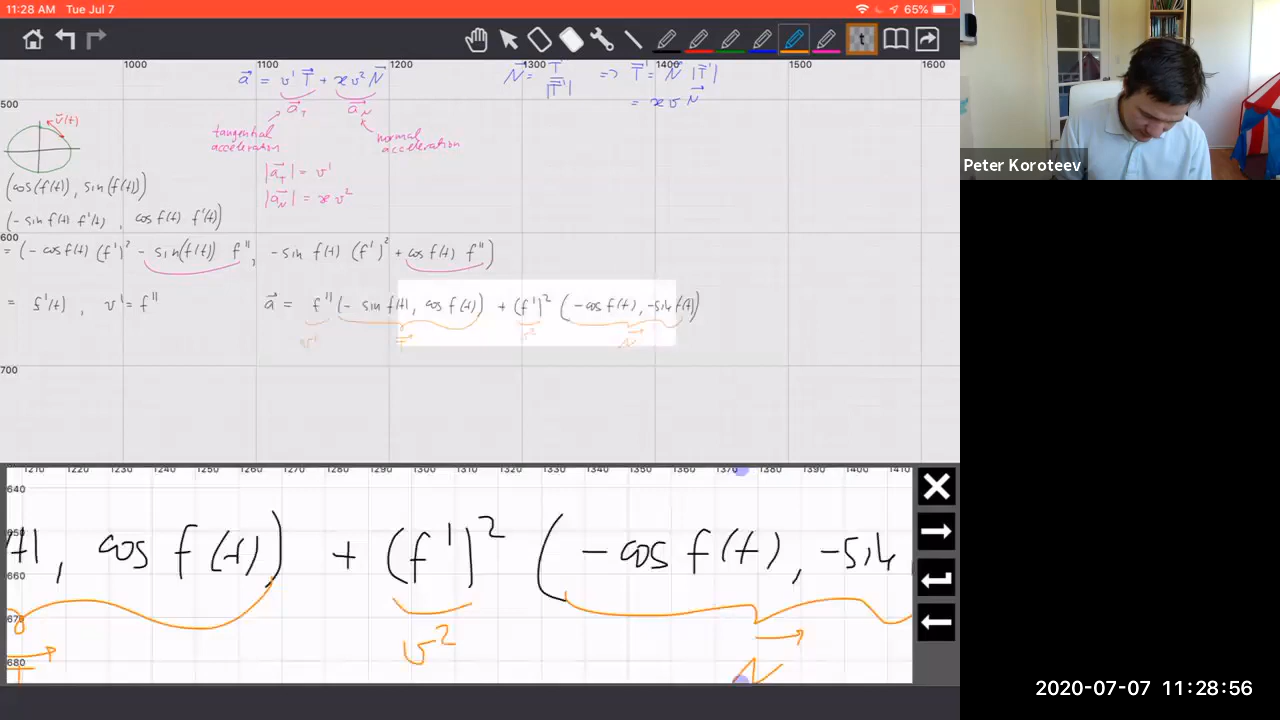 11:28 AM Tue Jul 7 65%
1000 1100 1200 1300 1400 1500 1600
500
a = v' T + κ v² N
N = T' / |T'| => T' = N |T'|
= κ v N
a_T a_N
tangential acceleration
normal acceleration
v(t)
|a_T| = v'
|a_N| = κ v²
(cos(f(t)), sin(f(t)))
(- sin f(t) f'(t), cos f(t) f'(t))
600
= (- cos f(t) (f')² - sin(f(t)) f'', - sin f(t) (f')² + cos f(t) f'')
= f'(t), v' = f''
a = f'' (- sin f(t), cos f(t)) + (f')² (- cos f(t), - sin f(t))
v' T v² N
700
1210 1220 1230 1240 1250 1260 1270 1280 1290 1300 1310 1320 1330 1340 1350 1360 1370 1380 1390 1400 1410
640
650
, cos f(t)) + (f')² (- cos f(t), - sin
660
670
v²
680
T N
Peter Koroteev
2020-07-07 11:28:56